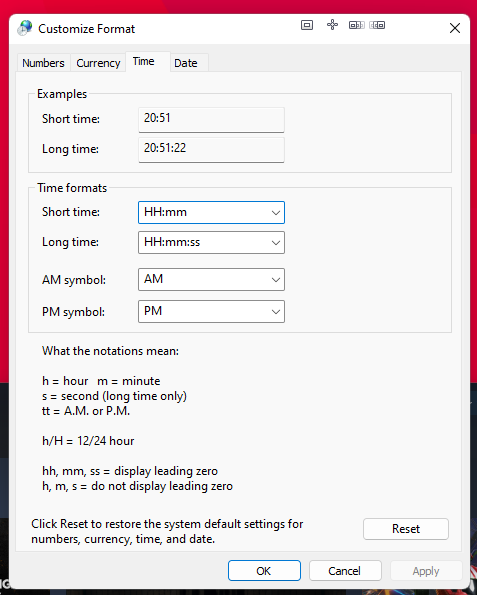 Customize Format
Numbers Currency Time Date
Examples
Short time: 20:51
Long time: 20:51:22
Time formats
Short time: HH:mm
Long time: HH:mm:ss
AM symbol: AM
PM symbol: PM
What the notations mean:
h = hour m = minute
s = second (long time only)
tt = A.M. or P.M.
h/H = 12/24 hour
hh, mm, ss = display leading zero
h, m, s = do not display leading zero
Click Reset to restore the system default settings for
numbers, currency, time, and date.
Reset
OK Cancel Apply